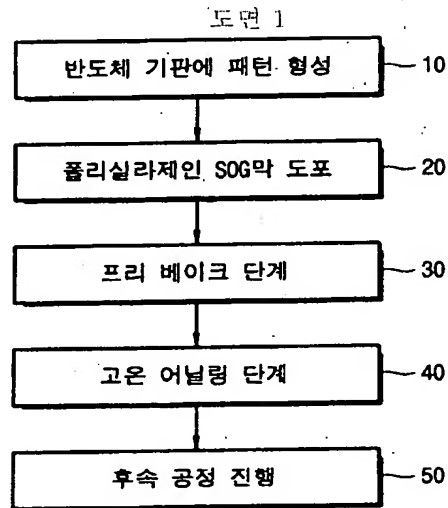 도면 1
반도체 기판에 패턴 형성
10
폴리실라제인 SOG막 도포
20
프리 베이크 단계
30
고온 어닐링 단계
40
후속 공정 진행
50